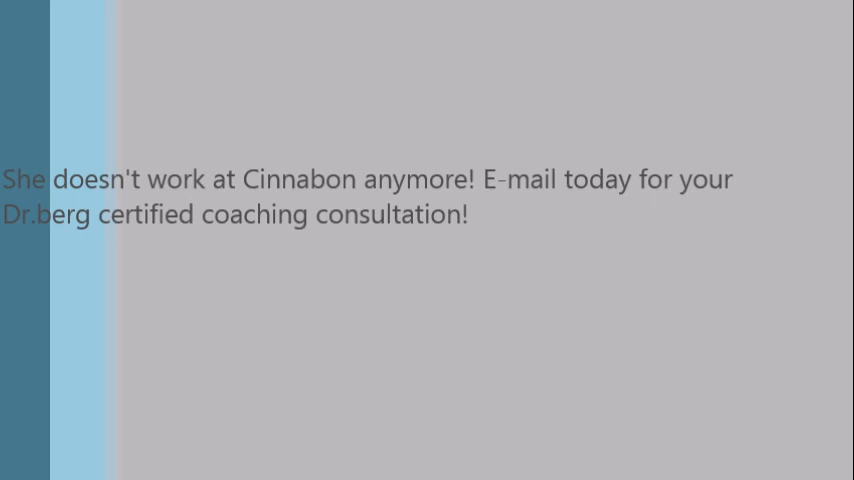 She doesn't work at Cinnabon anymore! E-mail today for your
Dr.berg certified coaching consultation!